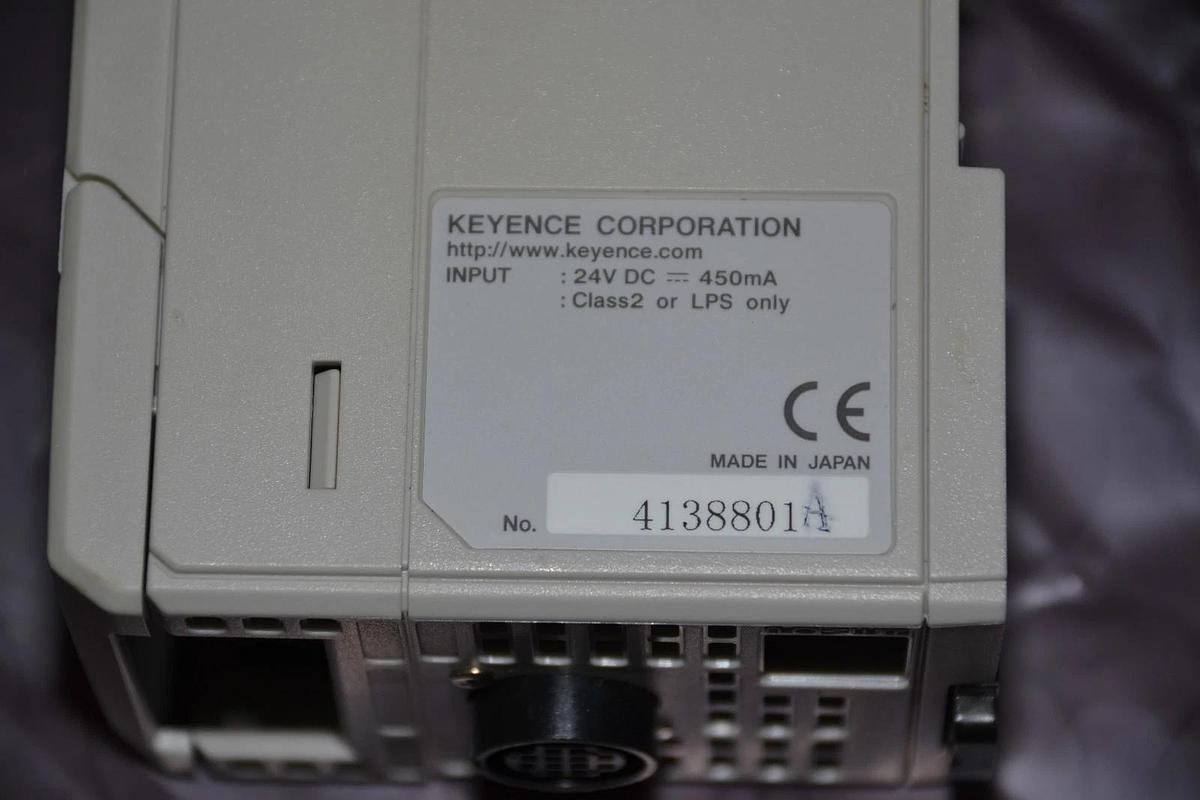 KEYENCE CORPORATION
http://www.keyence.com
INPUT : 24V DC ⎓ 450mA
: Class2 or LPS only
CE
MADE IN JAPAN
No. 4138801A